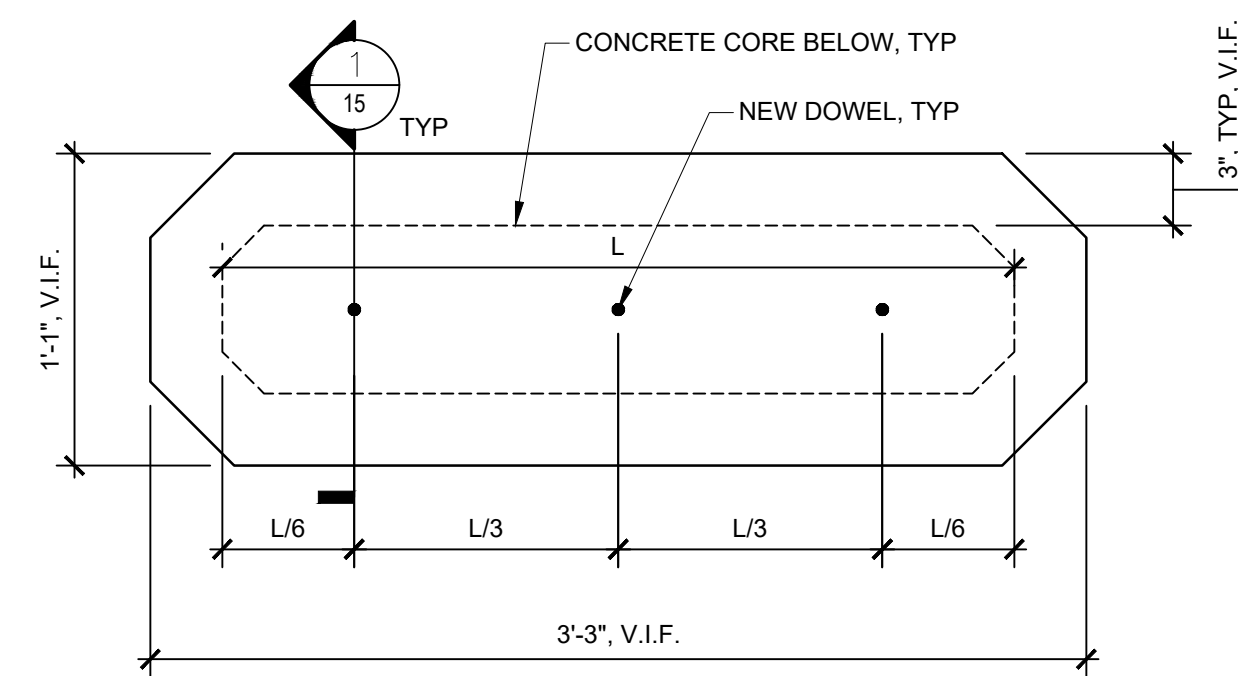 CONCRETE CORE BELOW, TYP
1
15
TYP
NEW DOWEL, TYP
3", TYP, V.I.F.
L
1'-1", V.I.F.
L/6
L/3
L/3
L/6
3'-3", V.I.F.